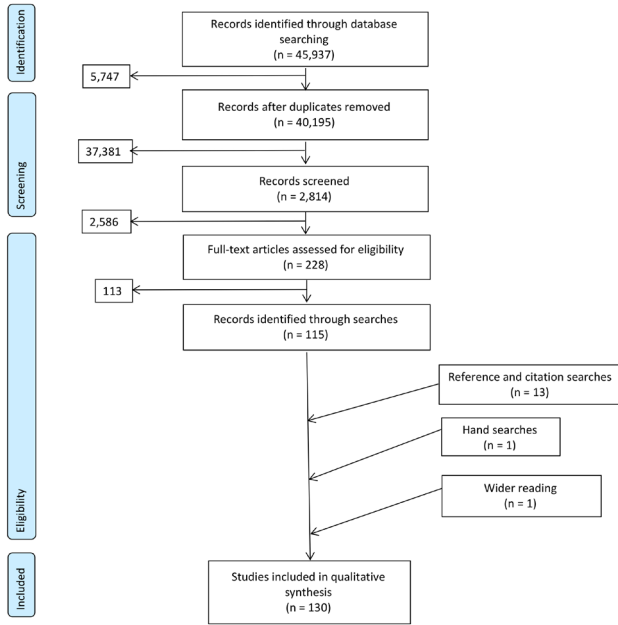 Identification
Records identified through database
searching
(n = 45,937)
5,747
Records after duplicates removed
(n = 40,195)
Screening
37,381
Records screened
(n = 2,814)
2,586
Full-text articles assessed for eligibility
(n = 228)
113
Records identified through searches
(n = 115)
Reference and citation searches
(n = 13)
Hand searches
(n = 1)
Wider reading
(n = 1)
Eligibility
Included
Studies included in qualitative
synthesis
(n = 130)